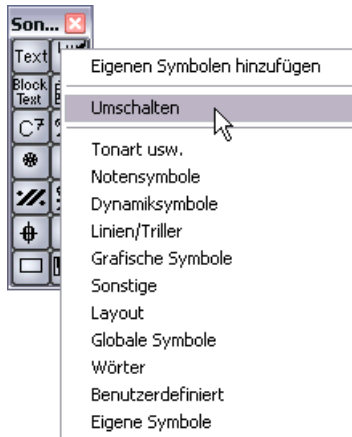 Son...
Text
Block
Text
C7
Eigenen Symbolen hinzufügen
Umschalten
Tonart usw.
Notensymbole
Dynamiksymbole
Linien/Triller
Grafische Symbole
Sonstige
Layout
Globale Symbole
Wörter
Benutzerdefiniert
Eigene Symbole